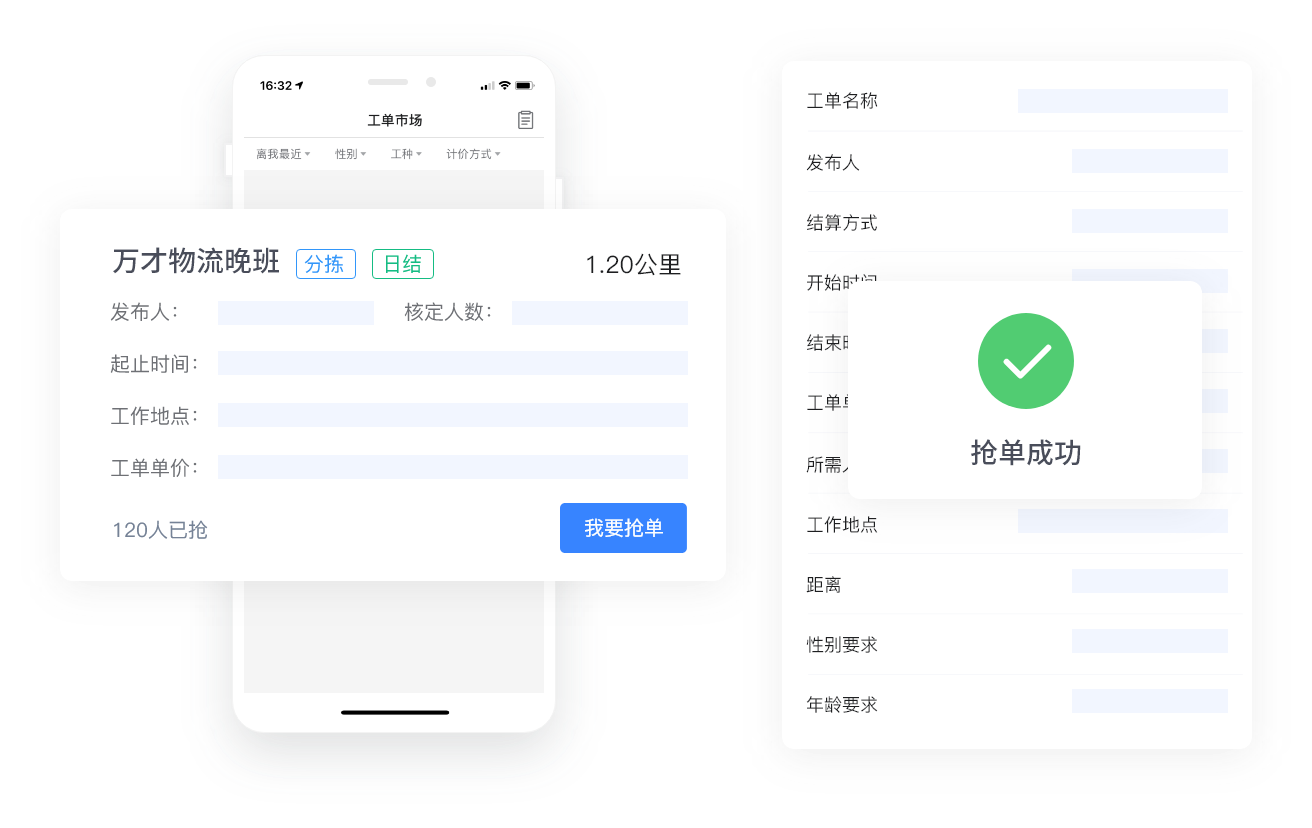 16:32
工单市场
离我最近 性别 工种 计价方式
万才物流晚班 分拣 日结 1.20公里
发布人： 核定人数：
起止时间：
工作地点：
工单单价：
120人已抢 我要抢单
工单名称
发布人
结算方式
开始时间
结束时
工单单
所需人
抢单成功
工作地点
距离
性别要求
年龄要求